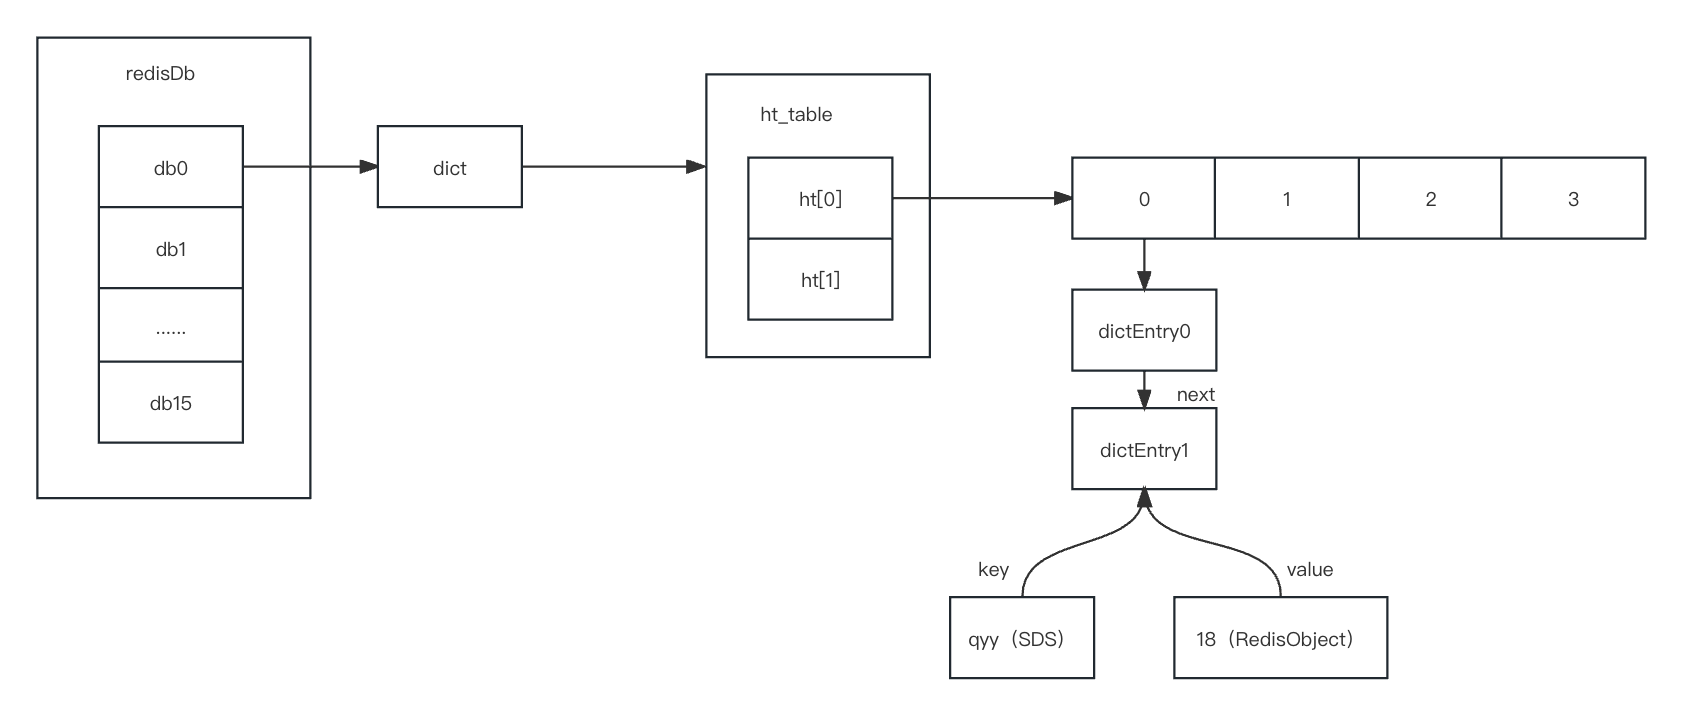 redisDb
db0
db1
......
db15
dict
ht_table
ht[0]
ht[1]
0
1
2
3
dictEntry0
next
dictEntry1
key
value
qyy（SDS）
18（RedisObject）